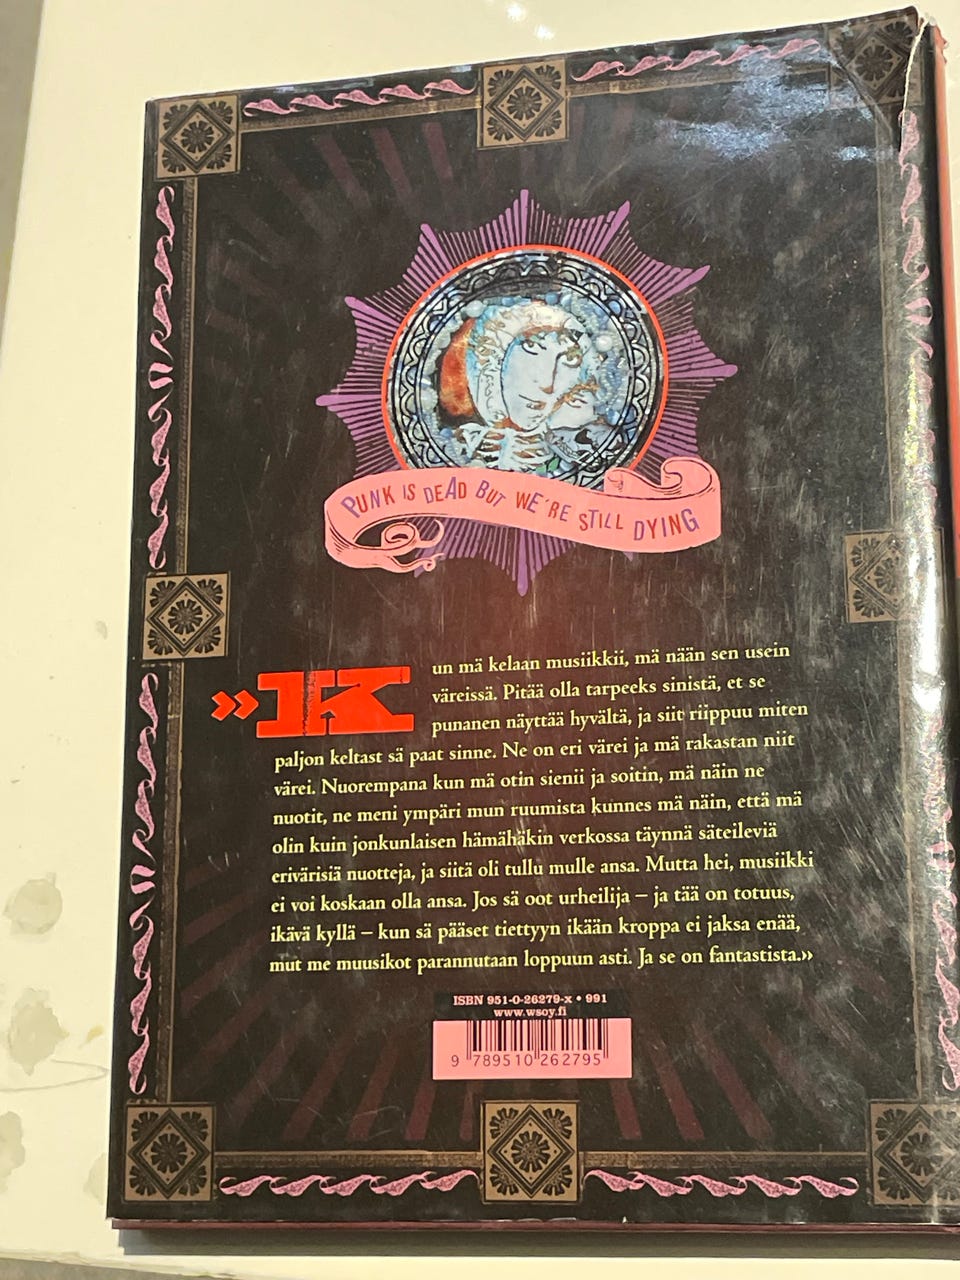 PUNK IS DEAD BUT WE'RE STILL DYING
»Kun mä kelaan musiikkii, mä nään sen usein
väreissä. Pitää olla tarpeeks sinistä, et se
punanen näyttää hyvältä, ja siit riippuu miten
paljon keltast sä paat sinne. Ne on eri värei ja mä rakastan niit
värei. Nuorempana kun mä otin sienii ja soitin, mä näin ne
nuotit, ne meni ympäri mun ruumista kunnes mä näin, että mä
olin kuin jonkunlaisen hämähäkin verkossa täynnä säteileviä
erivärisiä nuotteja, ja siitä oli tullu mulle ansa. Mutta hei, musiikki
ei voi koskaan olla ansa. Jos sä oot urheilija – ja tää on totuus,
ikävä kyllä – kun sä pääset tiettyyn ikään kroppa ei jaksa enää,
mut me muusikot parannutaan loppuun asti. Ja se on fantastista.»
ISBN 951-0-26279-x • 991
www.wsoy.fi
9 789510 262795